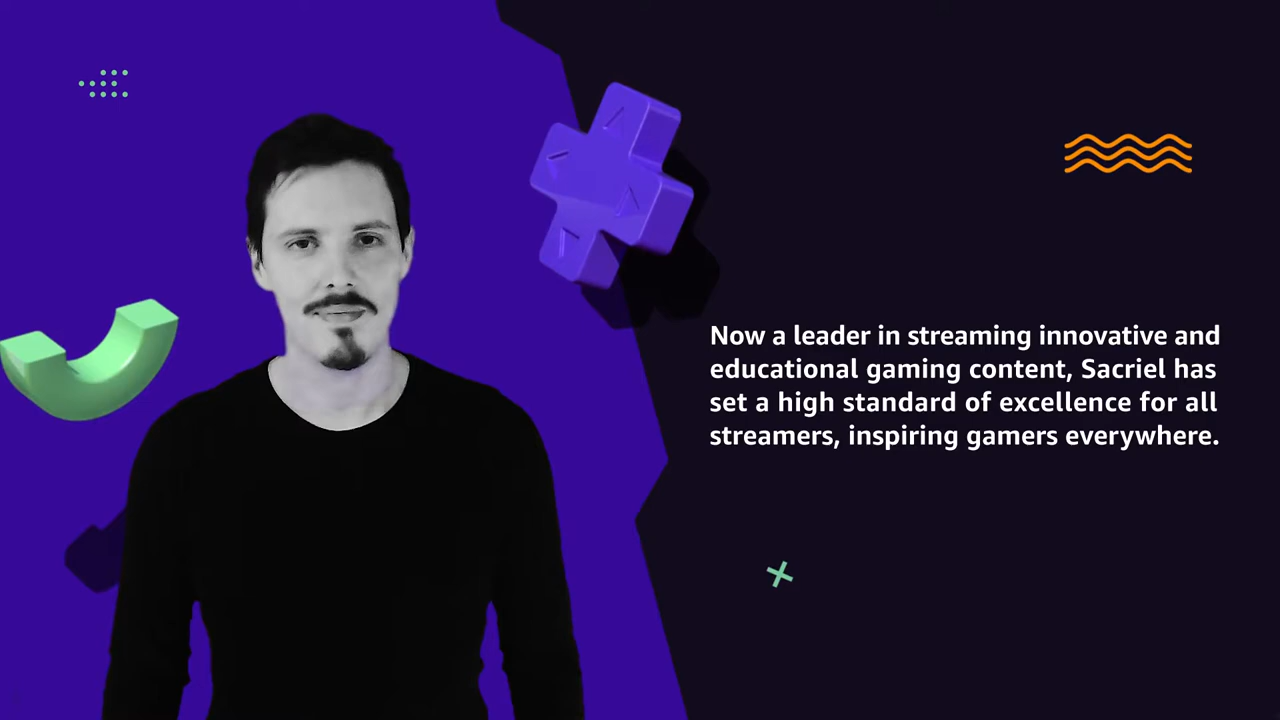 Now a leader in streaming innovative and
educational gaming content, Sacriel has
set a high standard of excellence for all
streamers, inspiring gamers everywhere.